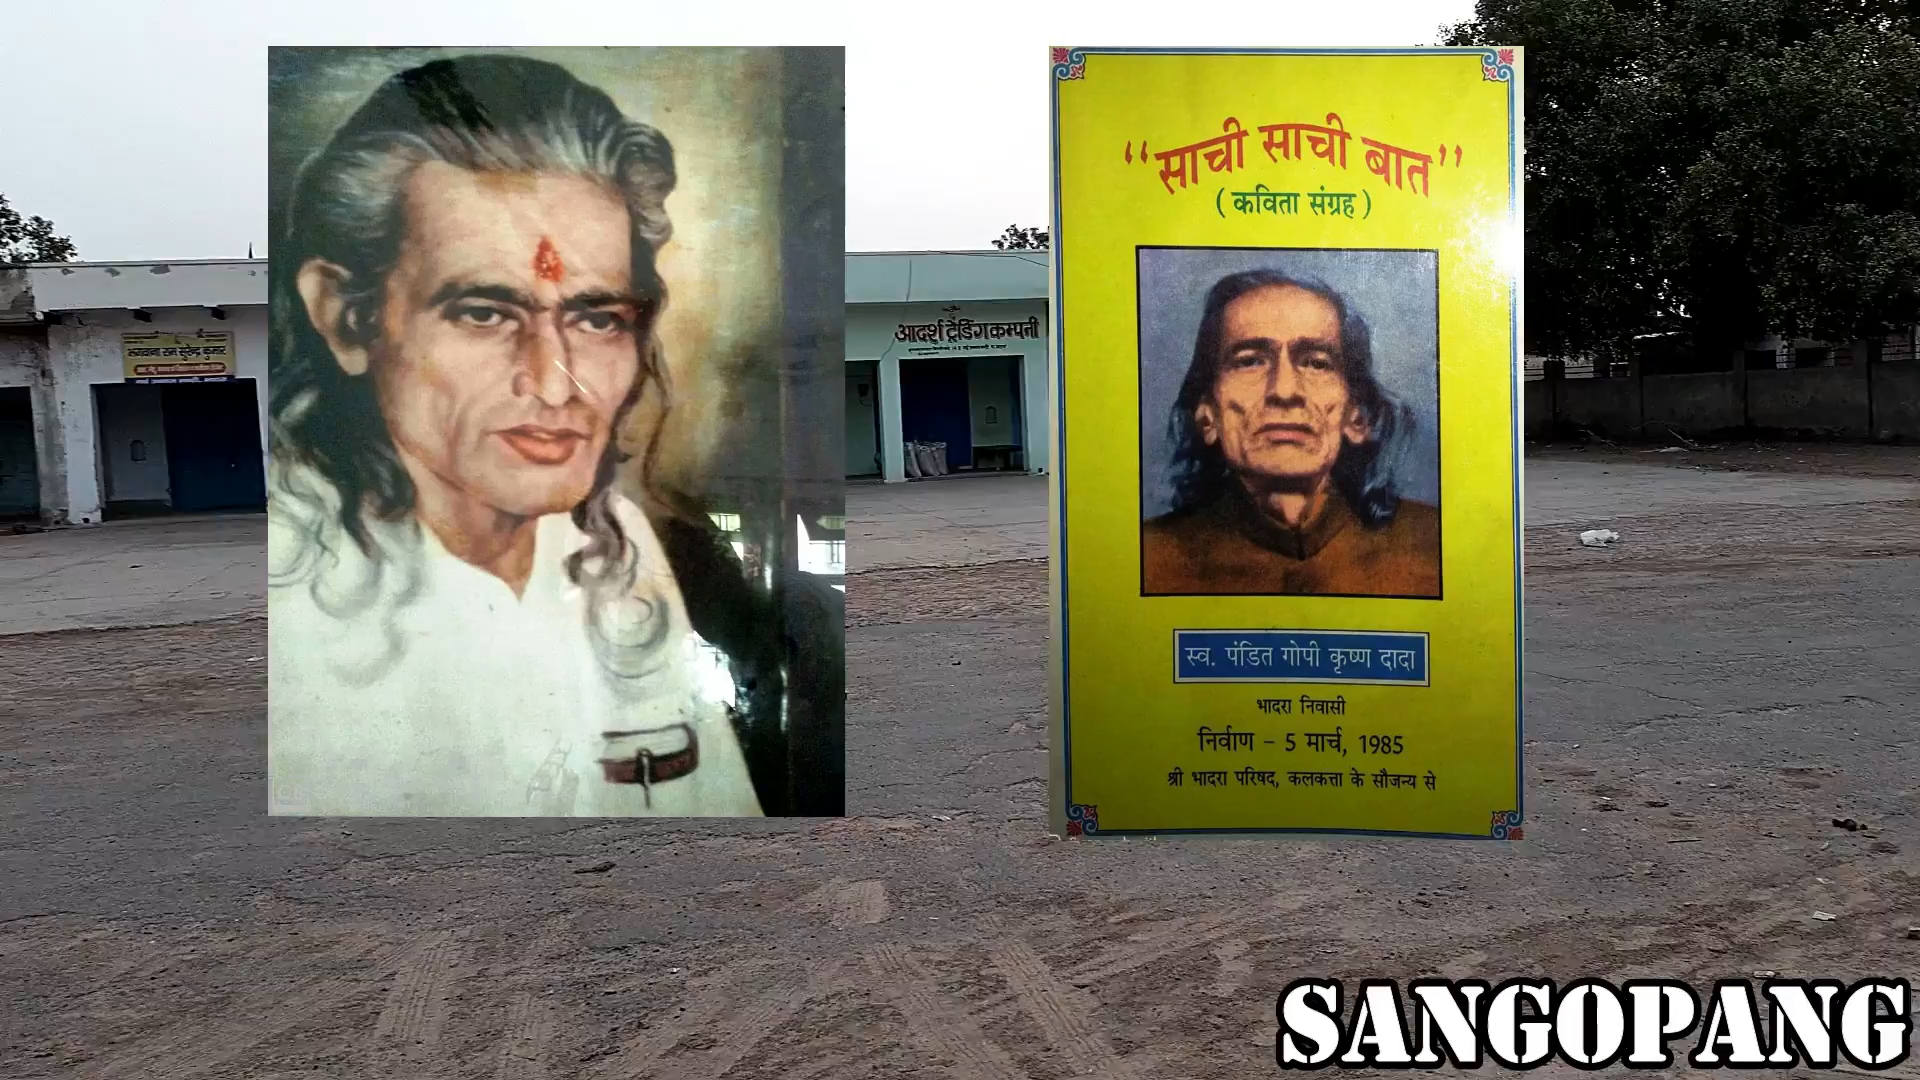 “साची साची बात”
(कविता संग्रह)
स्व. पंडित गोपी कृष्ण दादा
भादरा निवासी
निर्वाण – 5 मार्च, 1985
श्री भादरा परिषद, कलकत्ता के सौजन्य से
आदर्श ट्रेडिंग कम्पनी
राम सुरेन्द्र कुमार
SANGOPANG